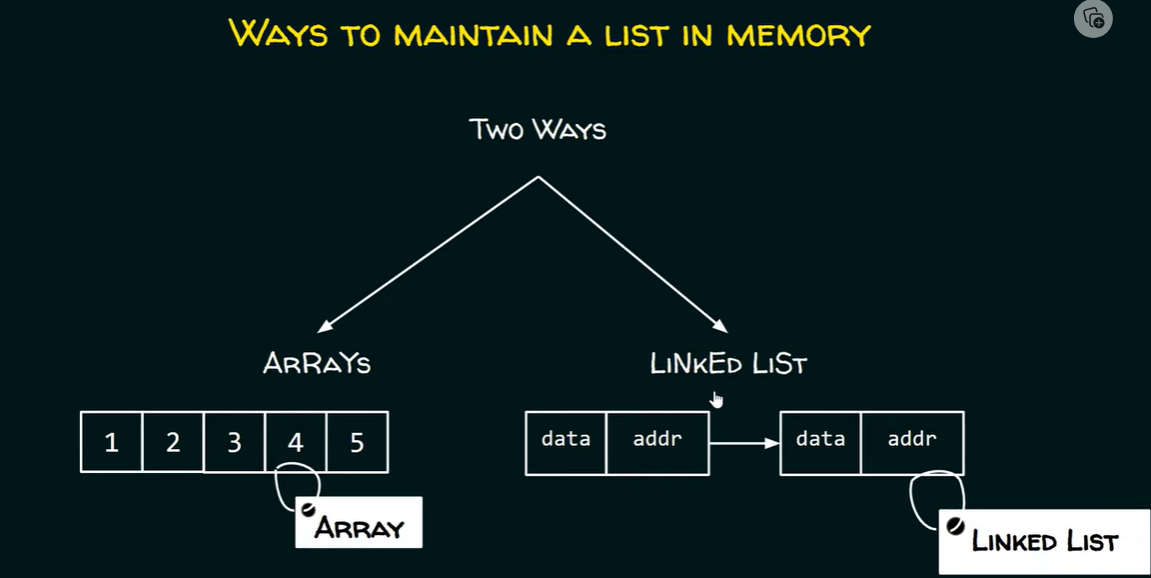 WAYS TO MAINTAIN A LIST IN MEMORY
TWO WAYS
ARRAYS
LINKED LIST
1 2 3 4 5
data addr data addr
ARRAY
LINKED LIST